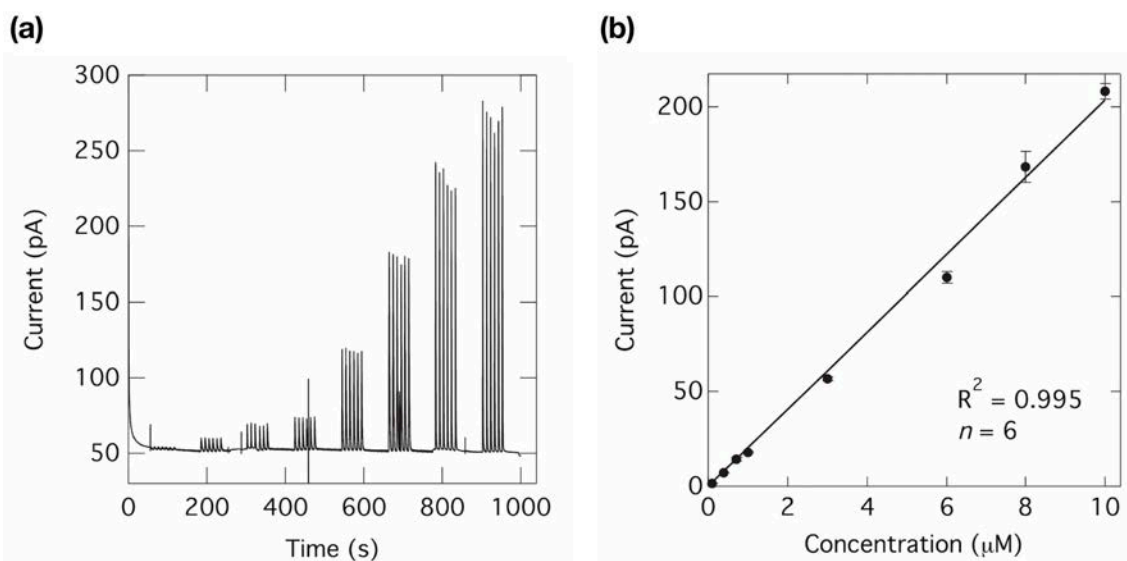 (a)
300
250
200
150
100
50
Current (pA)
0 200 400 600 800 1000
Time (s)
(b)
200
150
100
50
0
Current (pA)
R² = 0.995
n = 6
0 2 4 6 8 10
Concentration (μM)